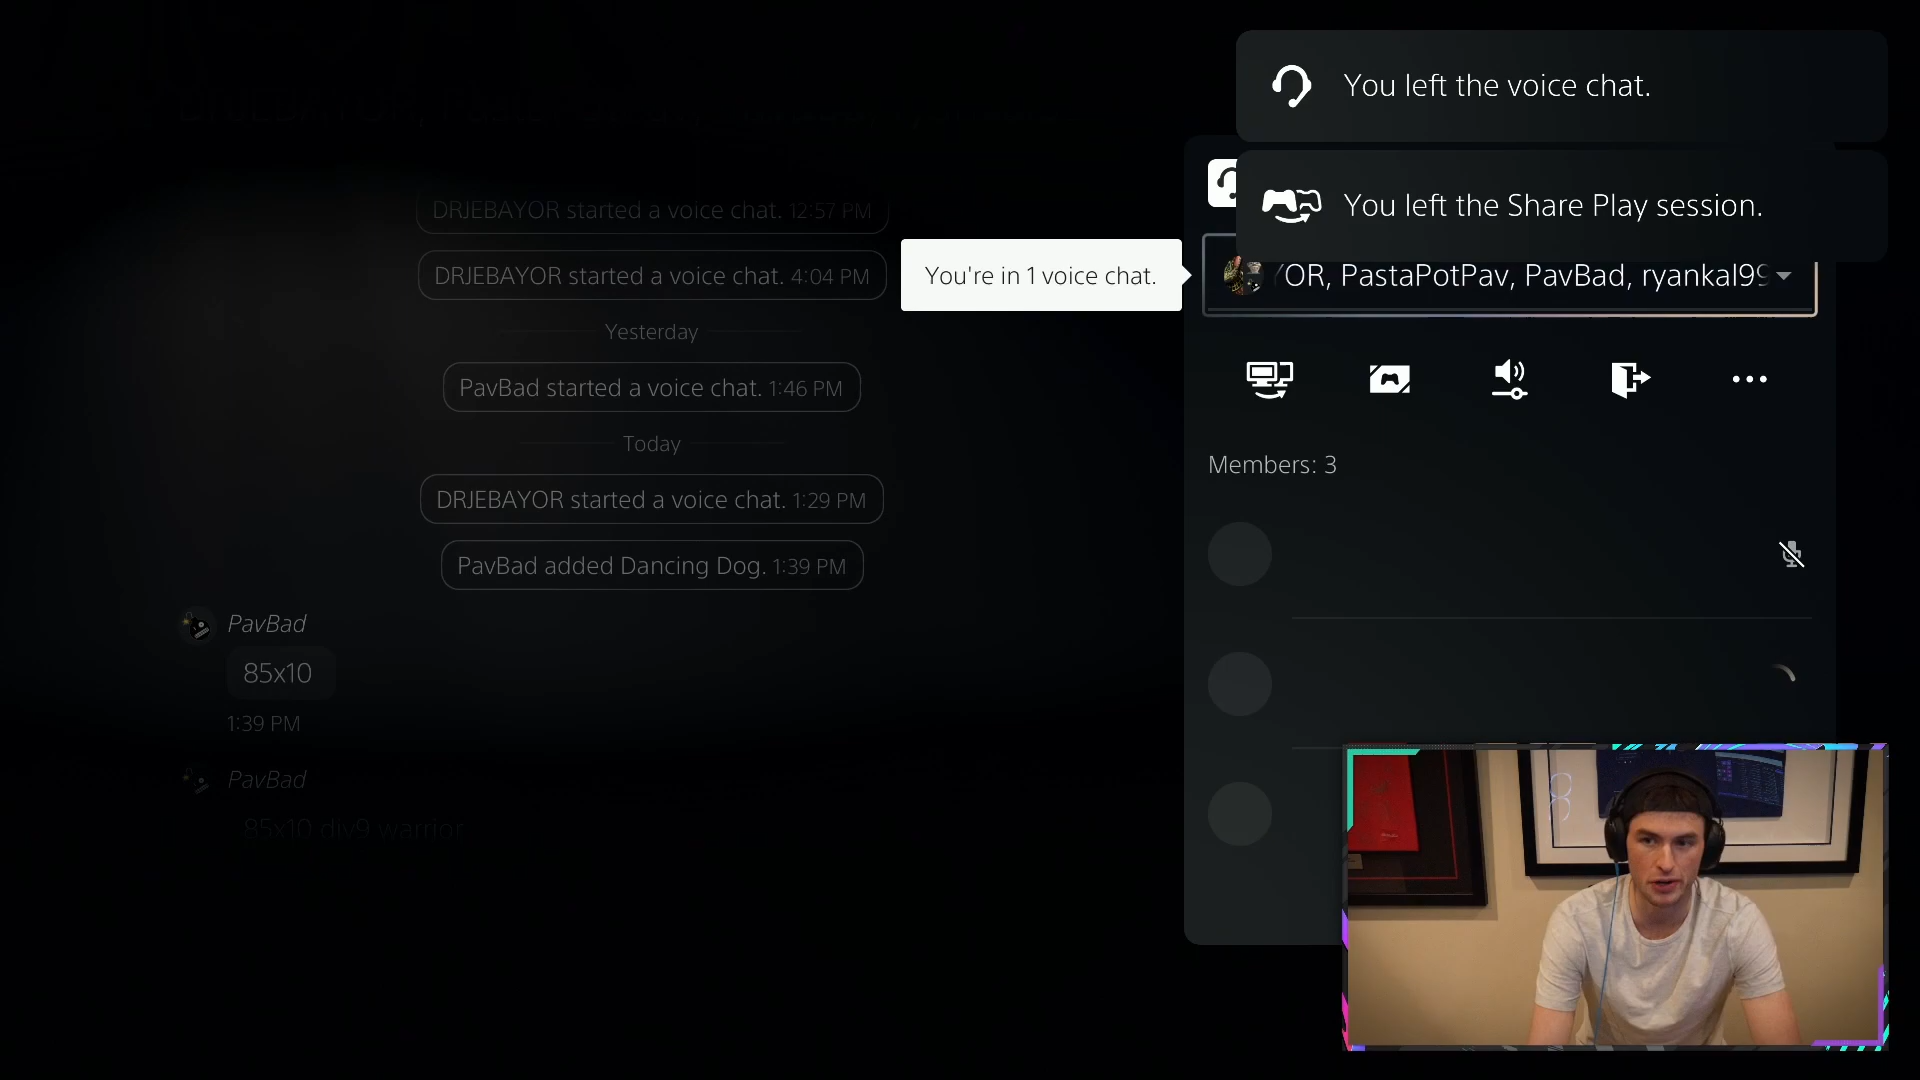 You left the voice chat.
You left the Share Play session.
DRJEBAYOR started a voice chat. 12:57 PM
DRJEBAYOR started a voice chat. 4:04 PM
You're in 1 voice chat.
OR, PastaPotPav, PavBad, ryankal99
Yesterday
PavBad started a voice chat. 1:46 PM
Today
Members: 3
DRJEBAYOR started a voice chat. 1:29 PM
PavBad added Dancing Dog. 1:39 PM
PavBad
85x10
1:39 PM
PavBad
85x10 div9 warrior